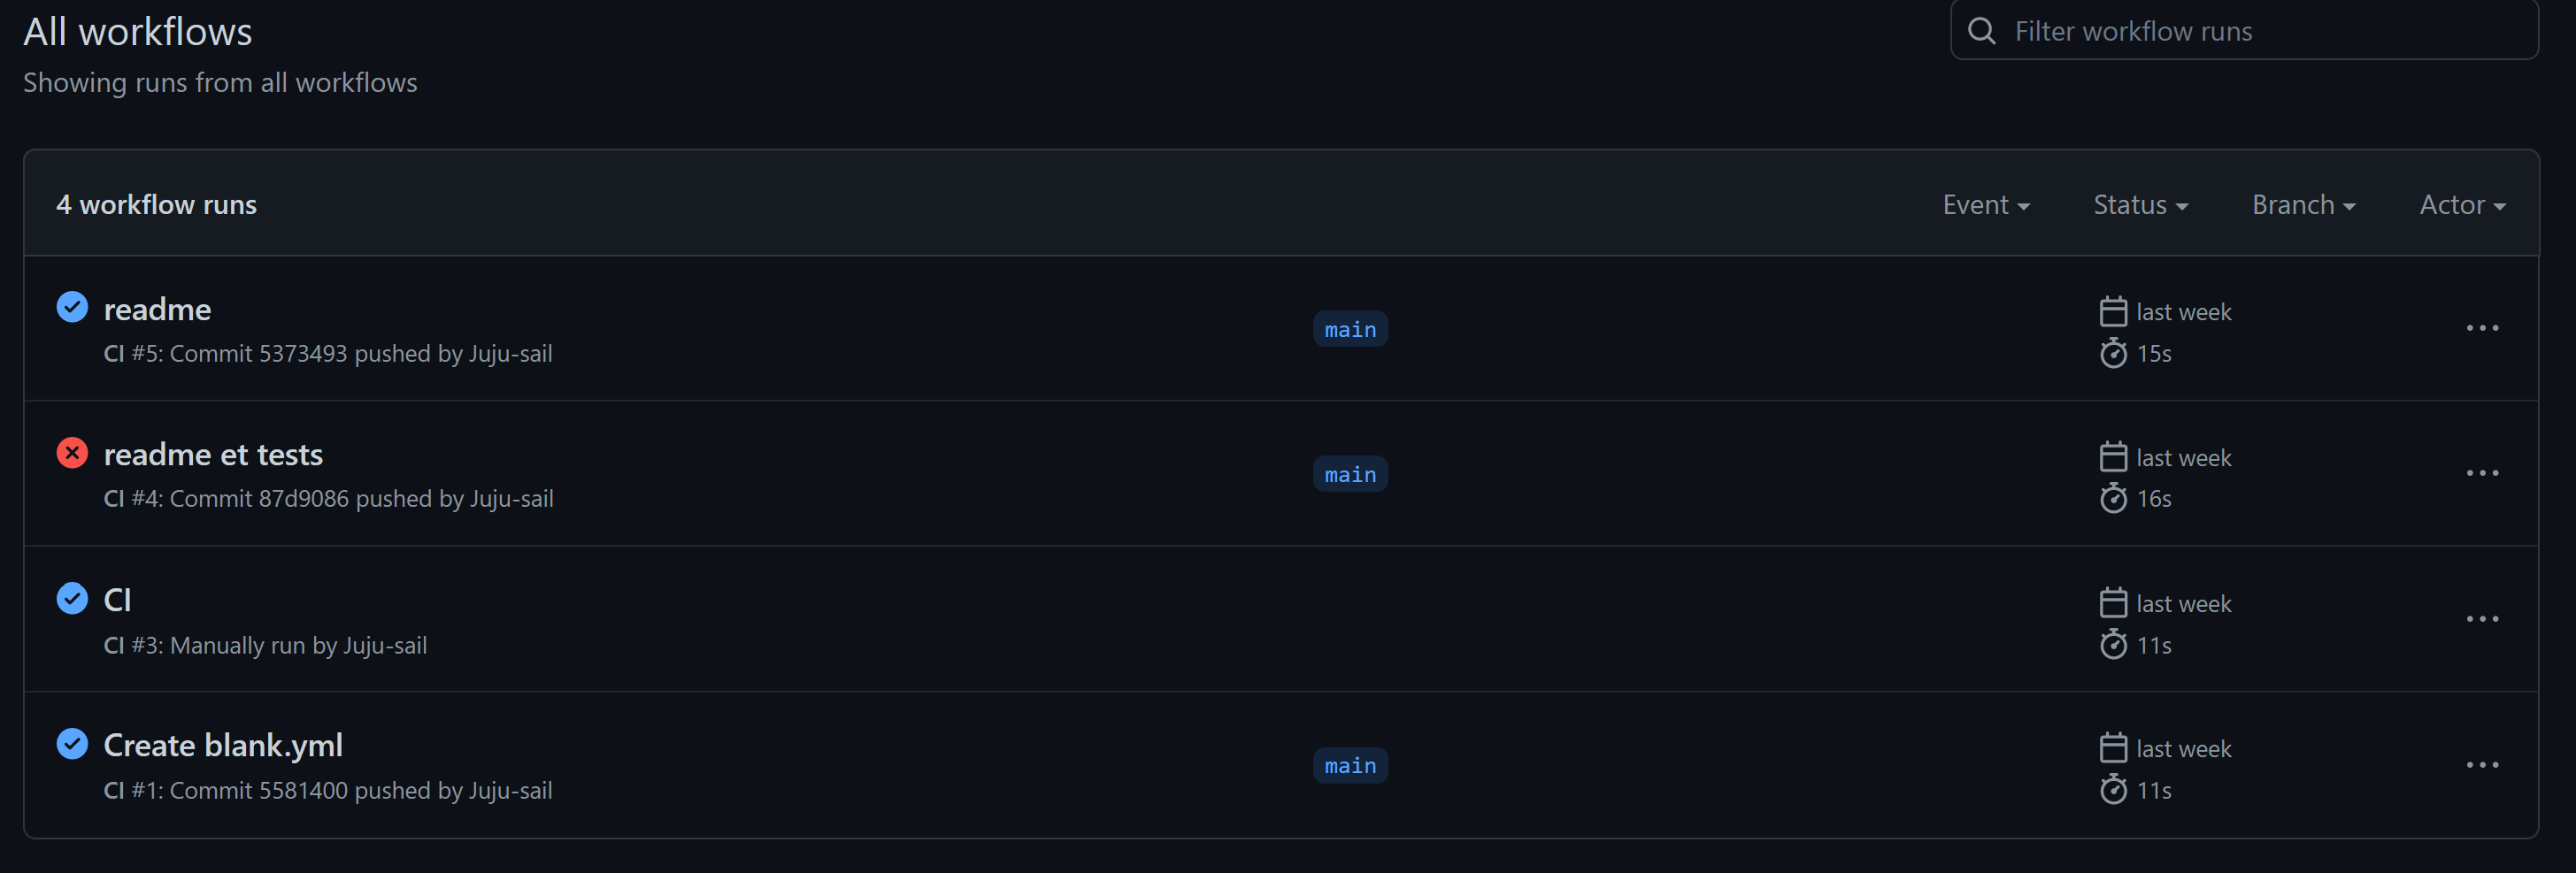 All workflows
Filter workflow runs
Showing runs from all workflows
4 workflow runs
Event
Status
Branch
Actor
readme
CI #5: Commit 5373493 pushed by Juju-sail
main
last week
15s
readme et tests
CI #4: Commit 87d9086 pushed by Juju-sail
main
last week
16s
CI
CI #3: Manually run by Juju-sail
last week
11s
Create blank.yml
CI #1: Commit 5581400 pushed by Juju-sail
main
last week
11s